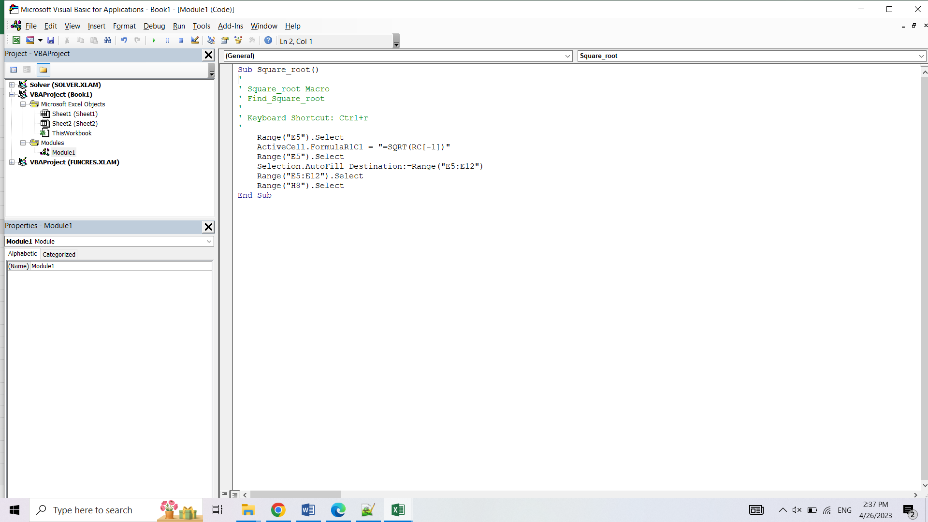 Microsoft Visual Basic for Applications - Book1 - [Module1 (Code)]
File Edit View Insert Format Debug Run Tools Add-Ins Window Help
Ln 2, Col 1
Project - VBAProject
(General)
Square_root
Solver (SOLVER.XLAM)
VBAProject (Book1)
Microsoft Excel Objects
Sheet1 (Sheet1)
Sheet2 (Sheet2)
ThisWorkbook
Modules
Module1
VBAProject (FUNCRES.XLAM)
Sub Square_root()
'
' Square_root Macro
' Find_Square_root
'
' Keyboard Shortcut: Ctrl+r
'
Range("E5").Select
ActiveCell.FormulaR1C1 = "=SQRT(RC[-1])"
Range("E5").Select
Selection.AutoFill Destination:=Range("E5:E12")
Range("E5:E12").Select
Range("H8").Select
End Sub
Properties - Module1
Module1 Module
Alphabetic Categorized
(Name) Module1
Type here to search
ENG
2:37 PM
4/26/2023
2